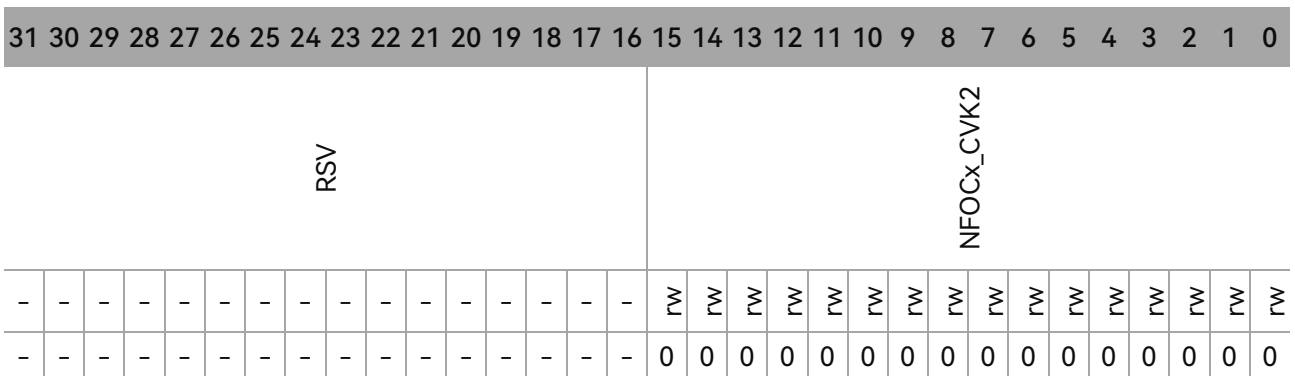 31 30 29 28 27 26 25 24 23 22 21 20 19 18 17 16 15 14 13 12 11 10 9 8 7 6 5 4 3 2 1 0
RSV NFOCx_CVK2
- - - - - - - - - - - - - - - - rw rw rw rw rw rw rw rw rw rw rw rw rw rw rw rw
- - - - - - - - - - - - - - - - 0 0 0 0 0 0 0 0 0 0 0 0 0 0 0 0